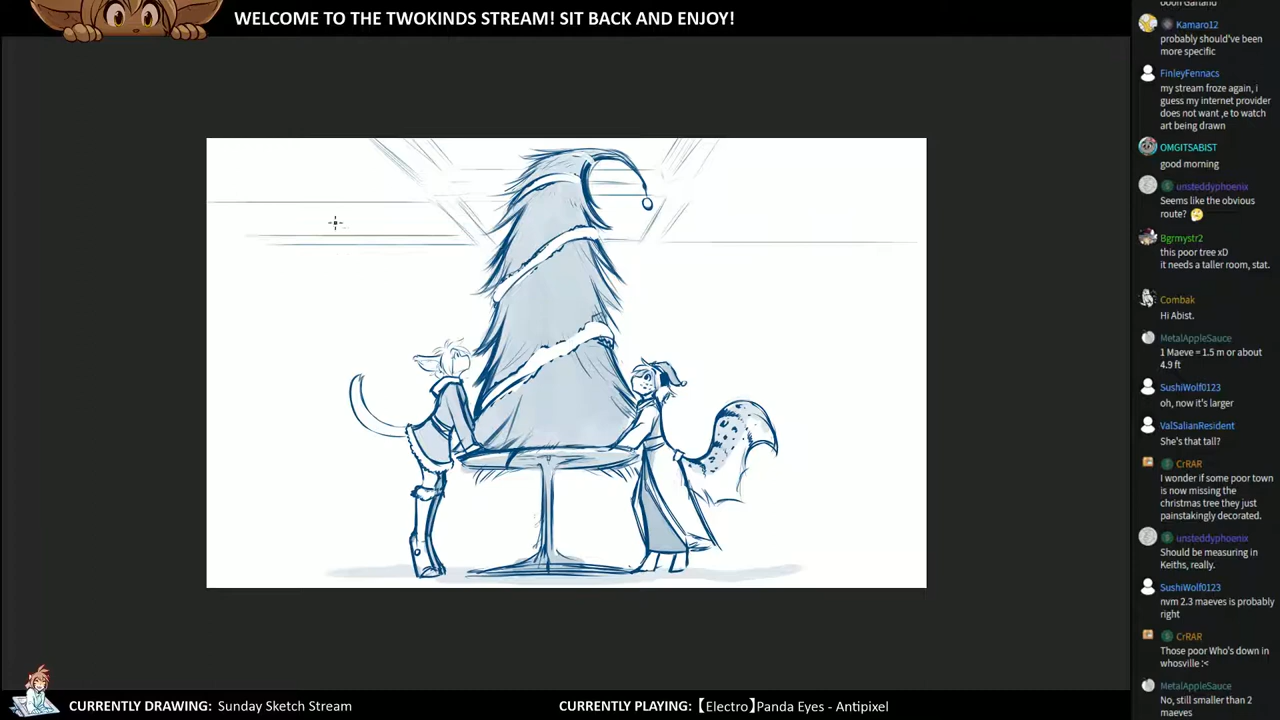 WELCOME TO THE TWOKINDS STREAM! SIT BACK AND ENJOY!
Kamaro12
probably should've been
more specific
FinleyFennacs
my stream froze again, i
guess my internet provider
does not want ,e to watch
art being drawn
OMGITSABIST
good morning
unsteddyphoenix
Seems like the obvious
route?
Bgrmystr2
this poor tree xD
it needs a taller room, stat.
Combak
Hi Abist.
MetalAppleSauce
1 Maeve = 1.5 m or about
4.9 ft
SushiWolf0123
oh, now it's larger
ValSalianResident
She's that tall?
CrRAR
I wonder if some poor town
is now missing the
christmas tree they just
painstakingly decorated.
unsteddyphoenix
Should be measuring in
Keiths, really.
SushiWolf0123
nvm 2.3 maeves is probably
right
CrRAR
Those poor Who's down in
whosville :<
MetalAppleSauce
No, still smaller than 2
maeves
CURRENTLY DRAWING: Sunday Sketch Stream
CURRENTLY PLAYING: 【Electro】Panda Eyes - Antipixel